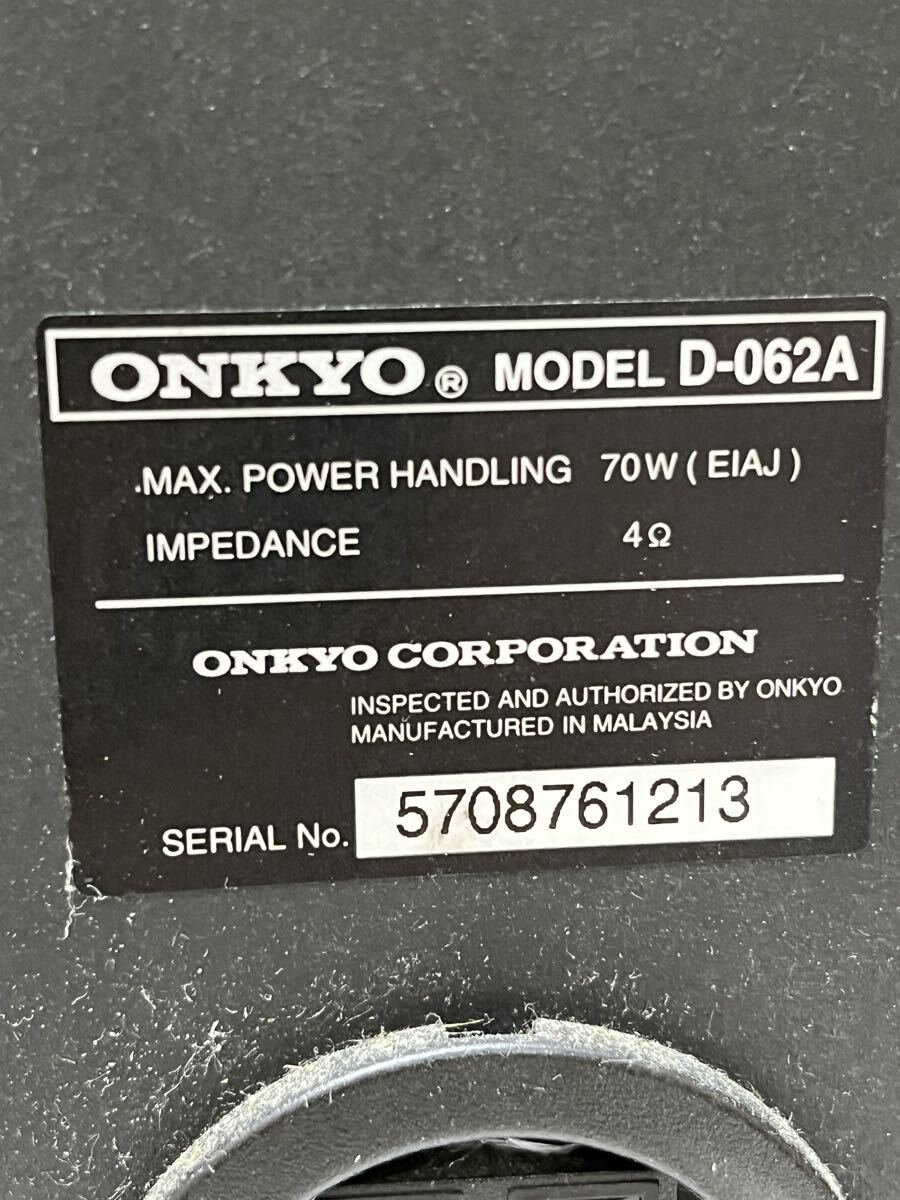 ONKYO® MODEL D-062A
MAX. POWER HANDLING 70W ( EIAJ )
IMPEDANCE 4Ω
ONKYO CORPORATION
INSPECTED AND AUTHORIZED BY ONKYO
MANUFACTURED IN MALAYSIA
SERIAL No. 5708761213